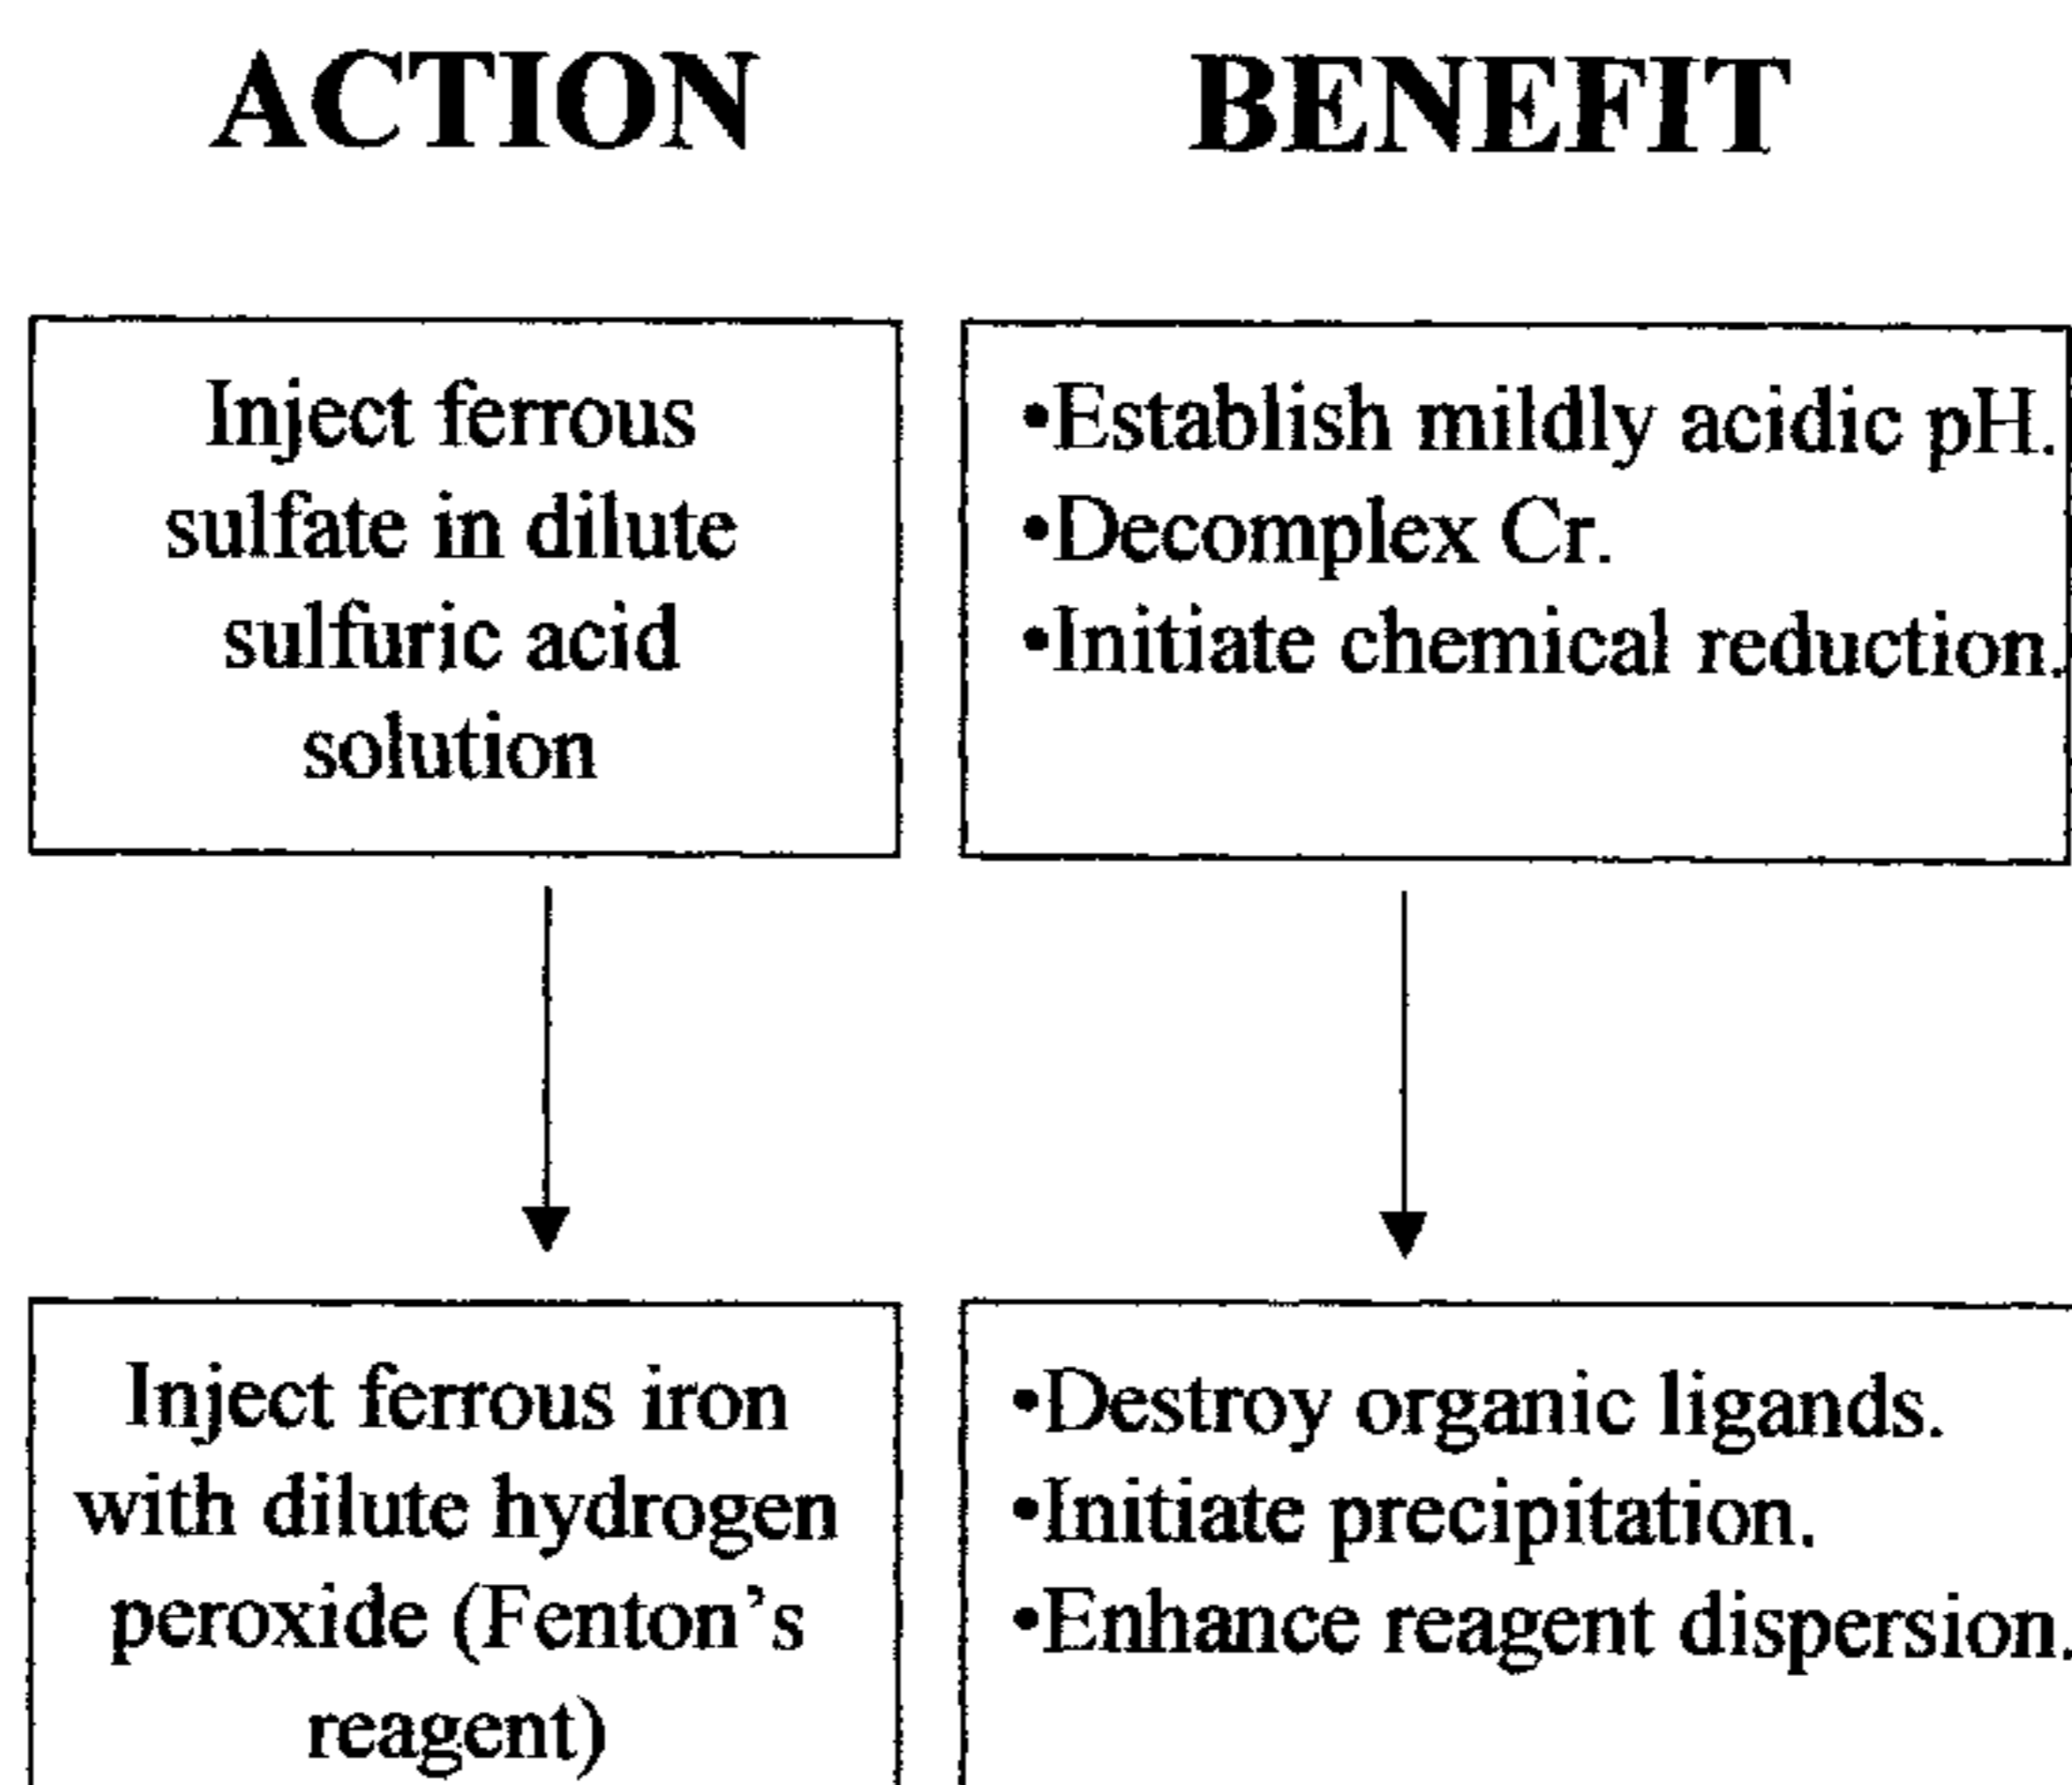 ACTION
BENEFIT
Inject ferrous
sulfate in dilute
sulfuric acid
solution
•Establish mildly acidic pH.
•Decomplex Cr.
•Initiate chemical reduction.
Inject ferrous iron
with dilute hydrogen
peroxide (Fenton's
reagent)
•Destroy organic ligands.
•Initiate precipitation.
•Enhance reagent dispersion.